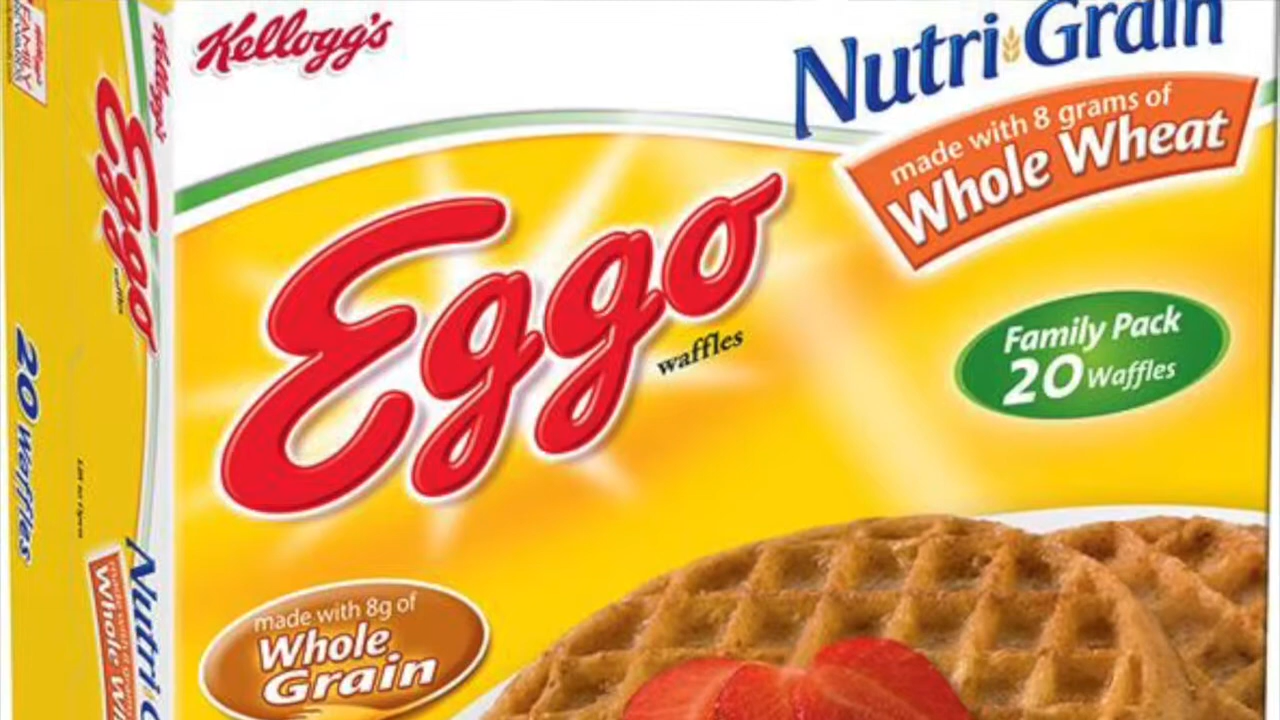 Kellogg's
Nutri Grain
made with 8 grams of
Whole Wheat
Eggo
waffles
Family Pack
20 Waffles
made with 8g of
Whole
Grain
Kellogg's
Eggo
waffles
20 waffles
Nutri
Whole